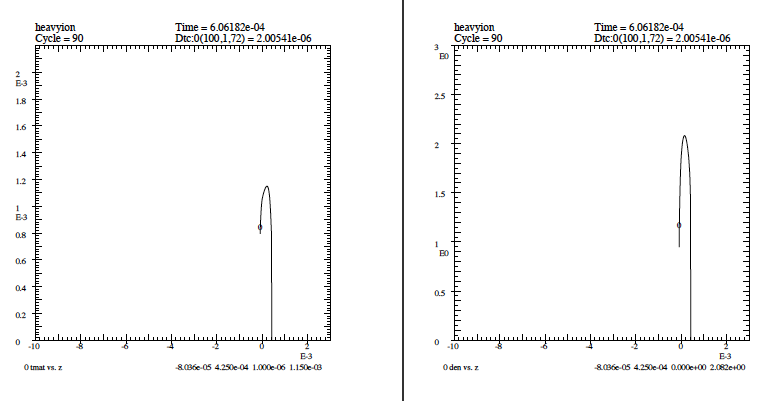 heavyion
Time = 6.06182e-04
Cycle = 90
Dtc:0(100,1,72) = 2.00541e-06
2
E-3
1.8
1.6
1.4
1.2
1
E-3
0.8
0.6
0.4
0.2
0
0
-10
-8
-6
-4
-2
0
2
E-3
0 tmat vs. z
-8.036e-05 4.250e-04 1.000e-06 1.150e-03
heavyion
Time = 6.06182e-04
Cycle = 90
Dtc:0(100,1,72) = 2.00541e-06
3
E0
2.5
2
1.5
1
E0
0.5
0
0
-10
-8
-6
-4
-2
0
2
E-3
0 den vs. z
-8.036e-05 4.250e-04 0.000e+00 2.082e+00